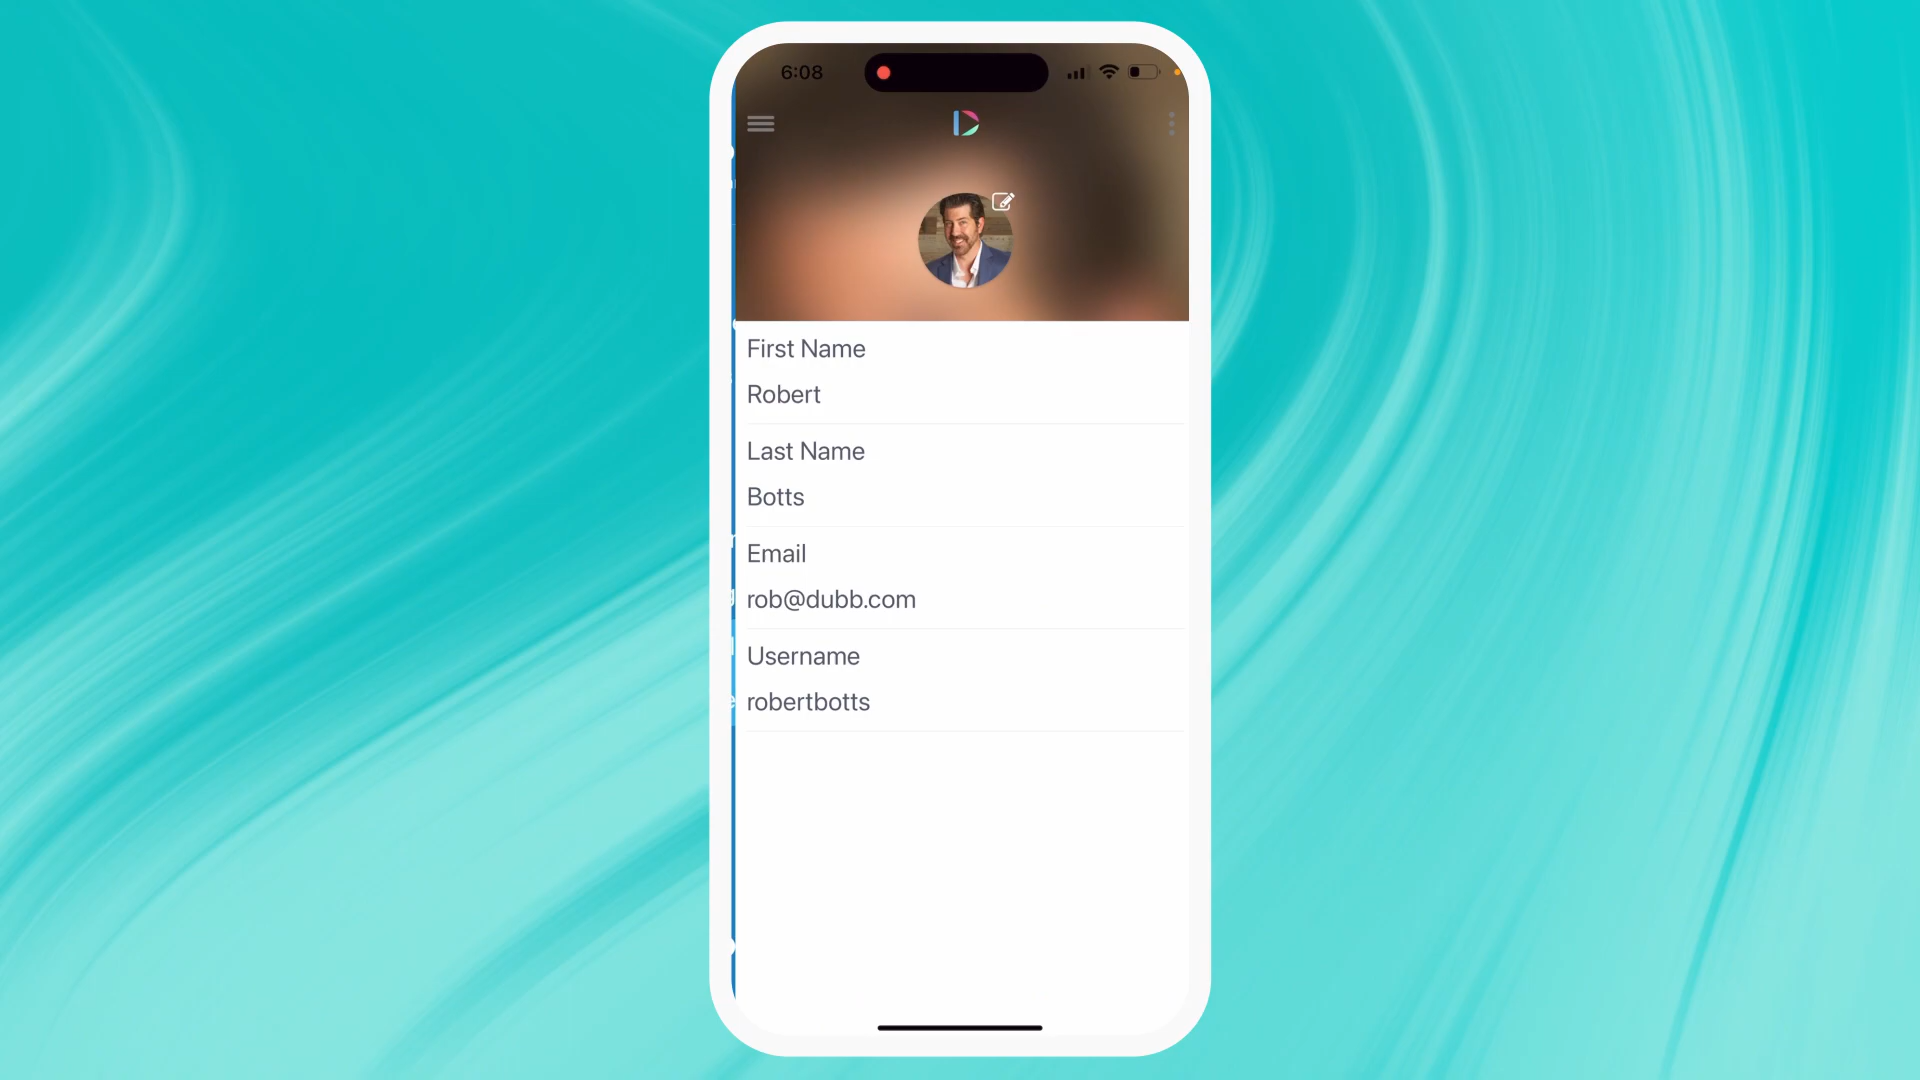 6:08
First Name
Robert
Last Name
Botts
Email
rob@dubb.com
Username
robertbotts